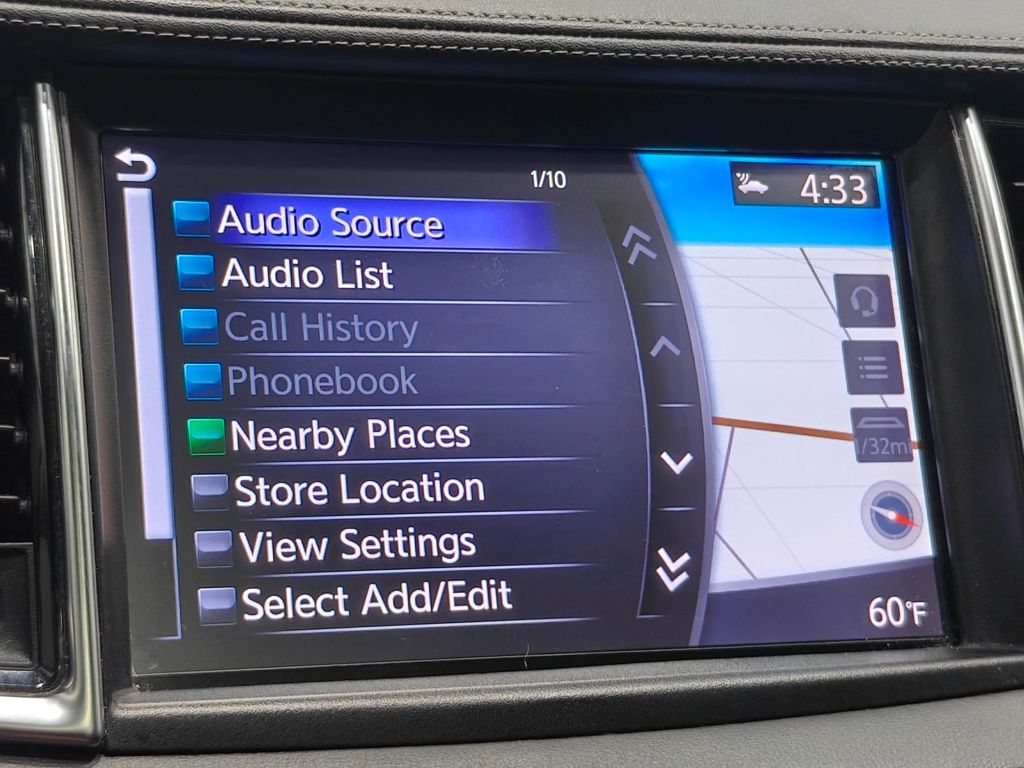 1/10
4:33
Audio Source
Audio List
Call History
Phonebook
Nearby Places
Store Location
View Settings
Select Add/Edit
1/32mi
60°F